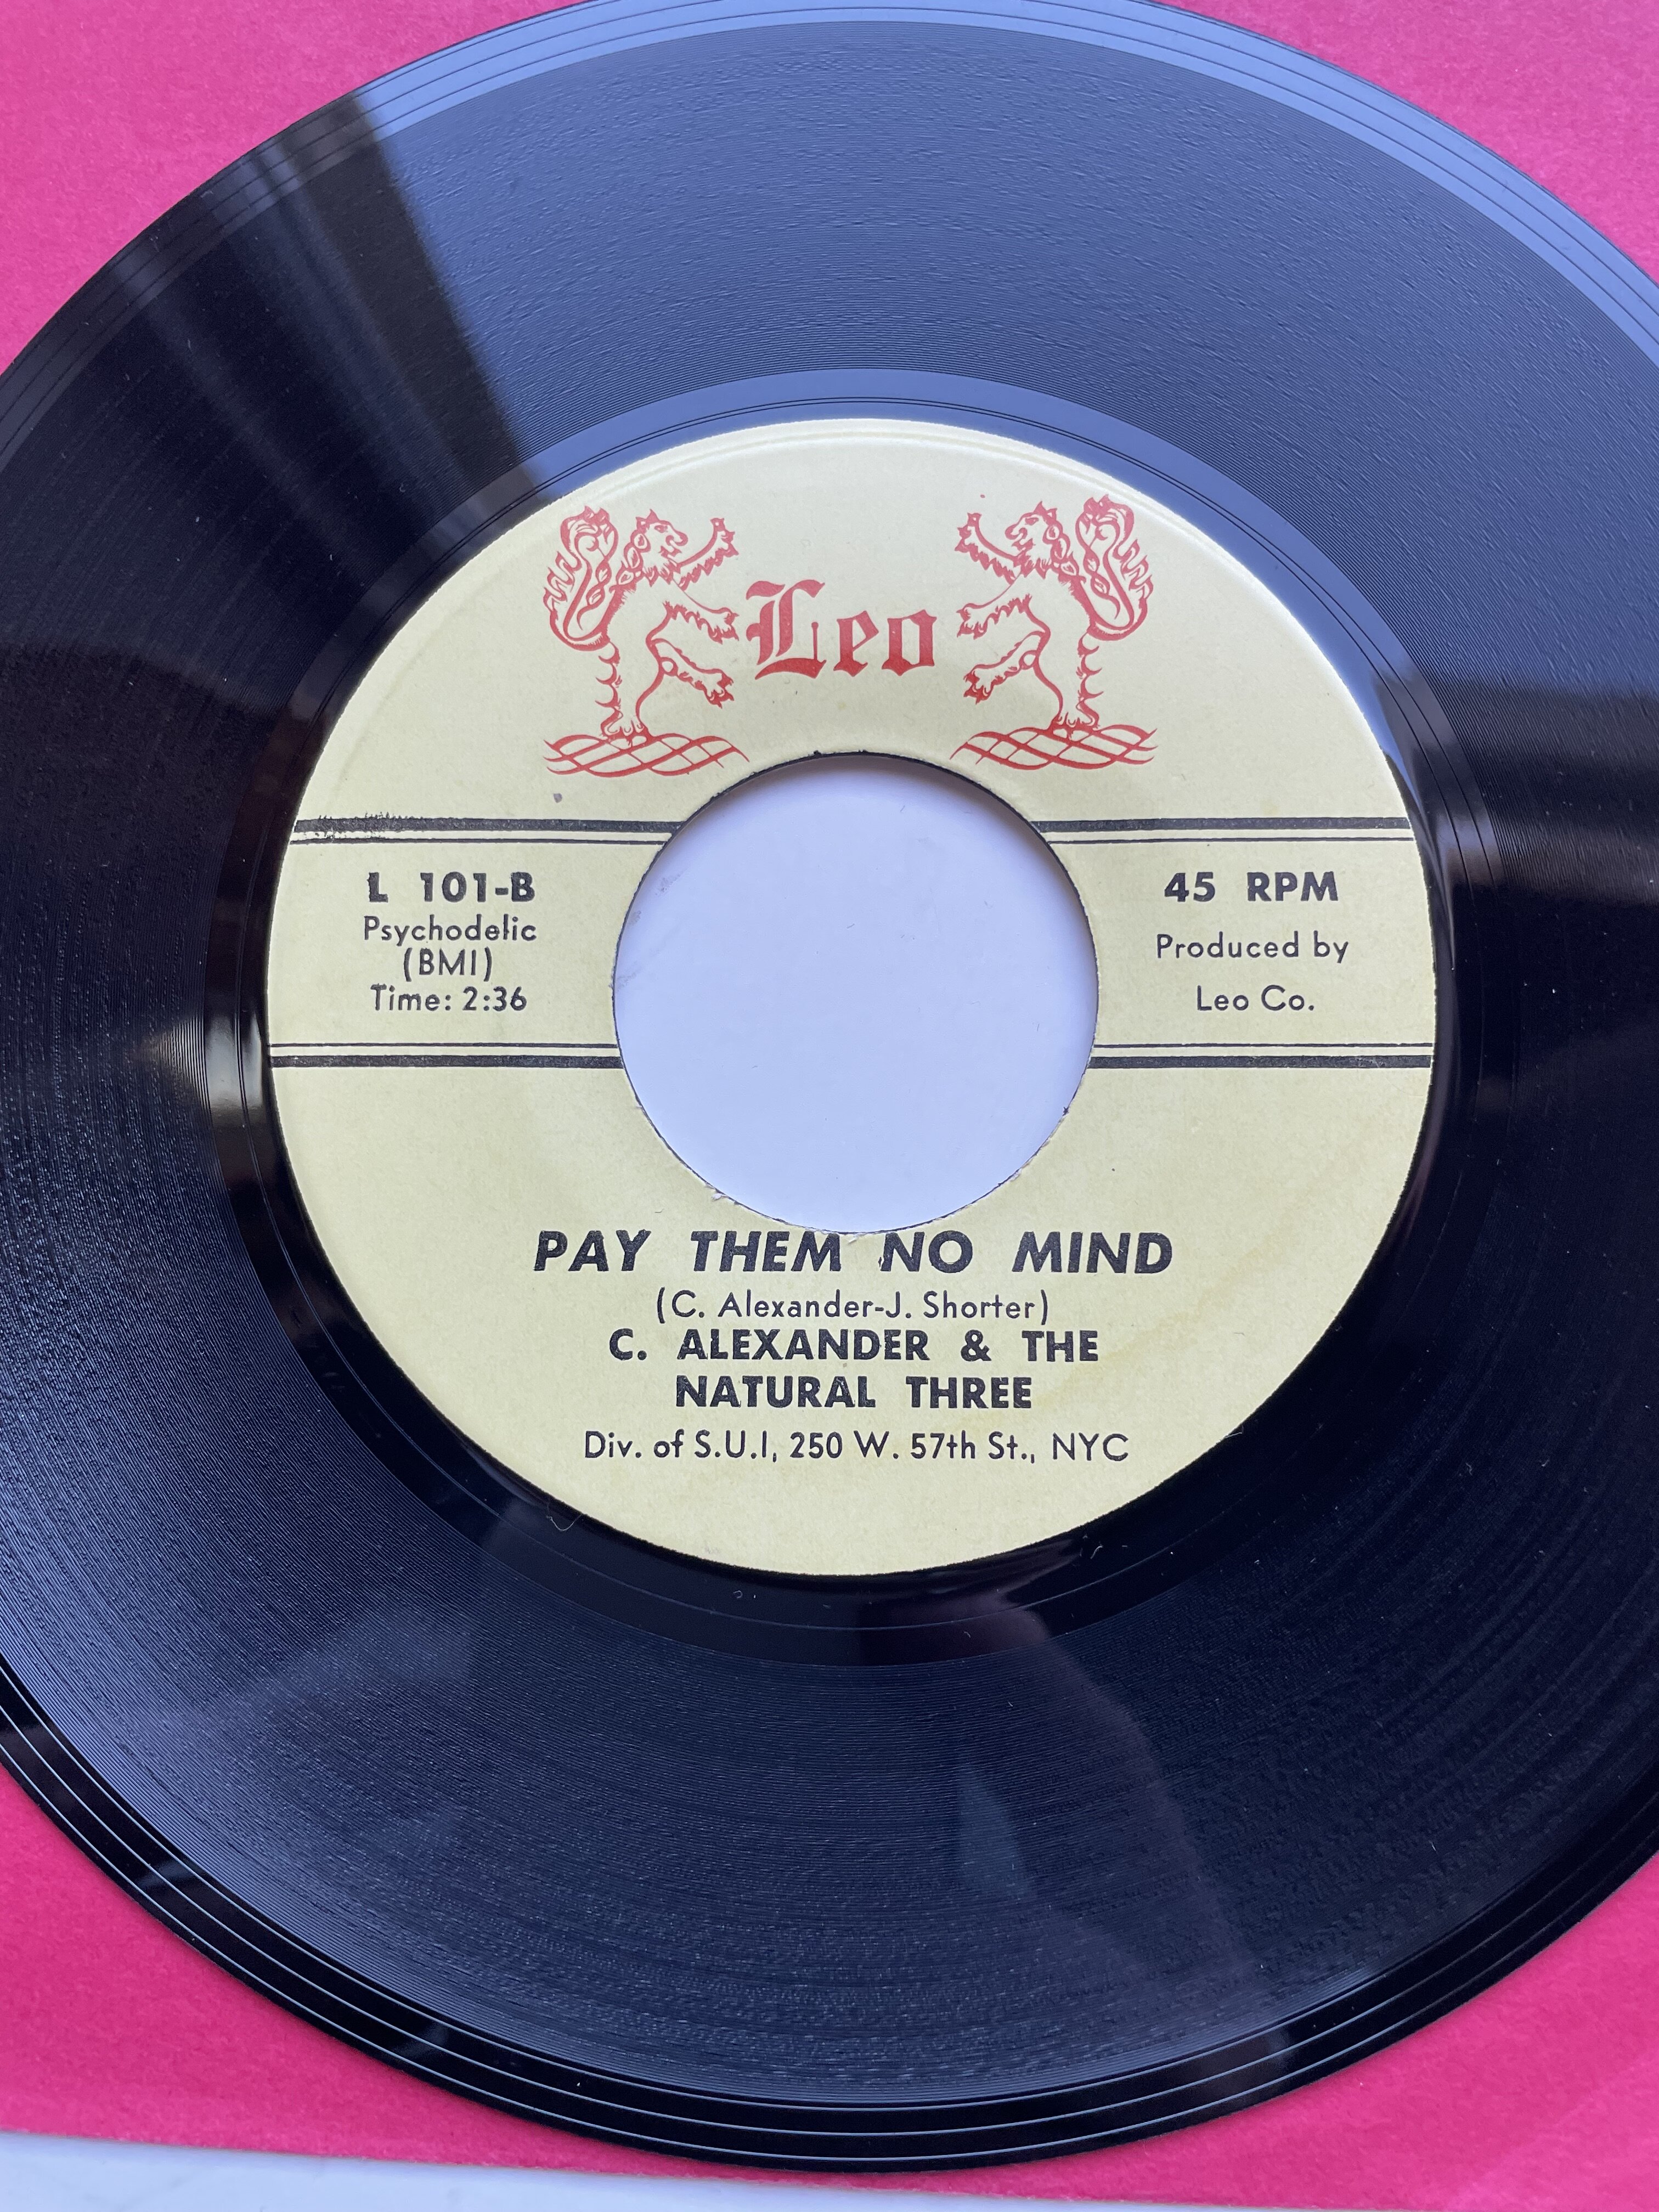 Leo
L 101-B
Psychodelic
(BMI)
Time: 2:36
45 RPM
Produced by
Leo Co.
PAY THEM NO MIND
(C. Alexander-J. Shorter)
C. ALEXANDER & THE
NATURAL THREE
Div. of S.U.I, 250 W. 57th St., NYC